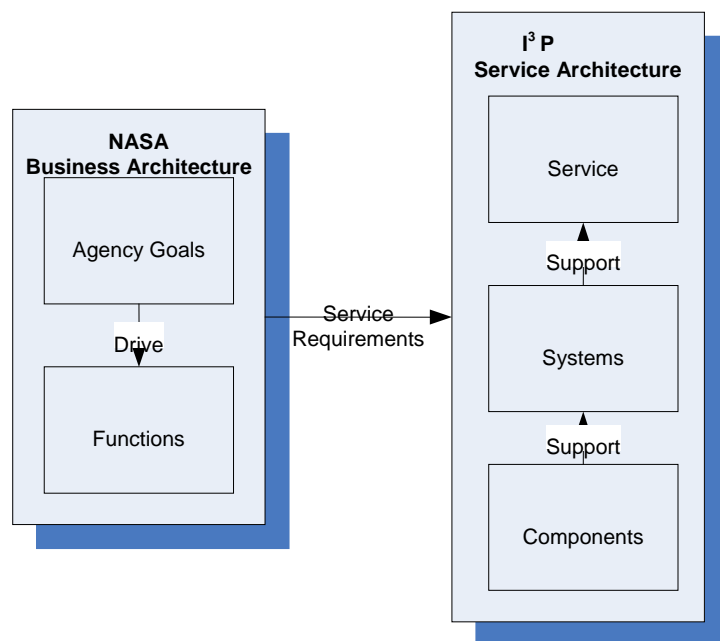 NASA
Business Architecture
Agency Goals
Drive
Functions
Service
Requirements
I³ P
Service Architecture
Service
Support
Systems
Support
Components